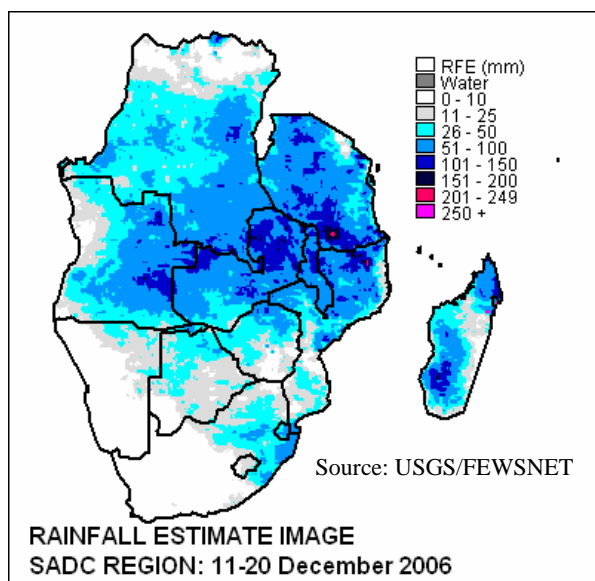 RFE (mm)
Water
0 - 10
11 - 25
26 - 50
51 - 100
101 - 150
151 - 200
201 - 249
250 +
Source: USGS/FEWSNET
RAINFALL ESTIMATE IMAGE
SADC REGION: 11-20 December 2006